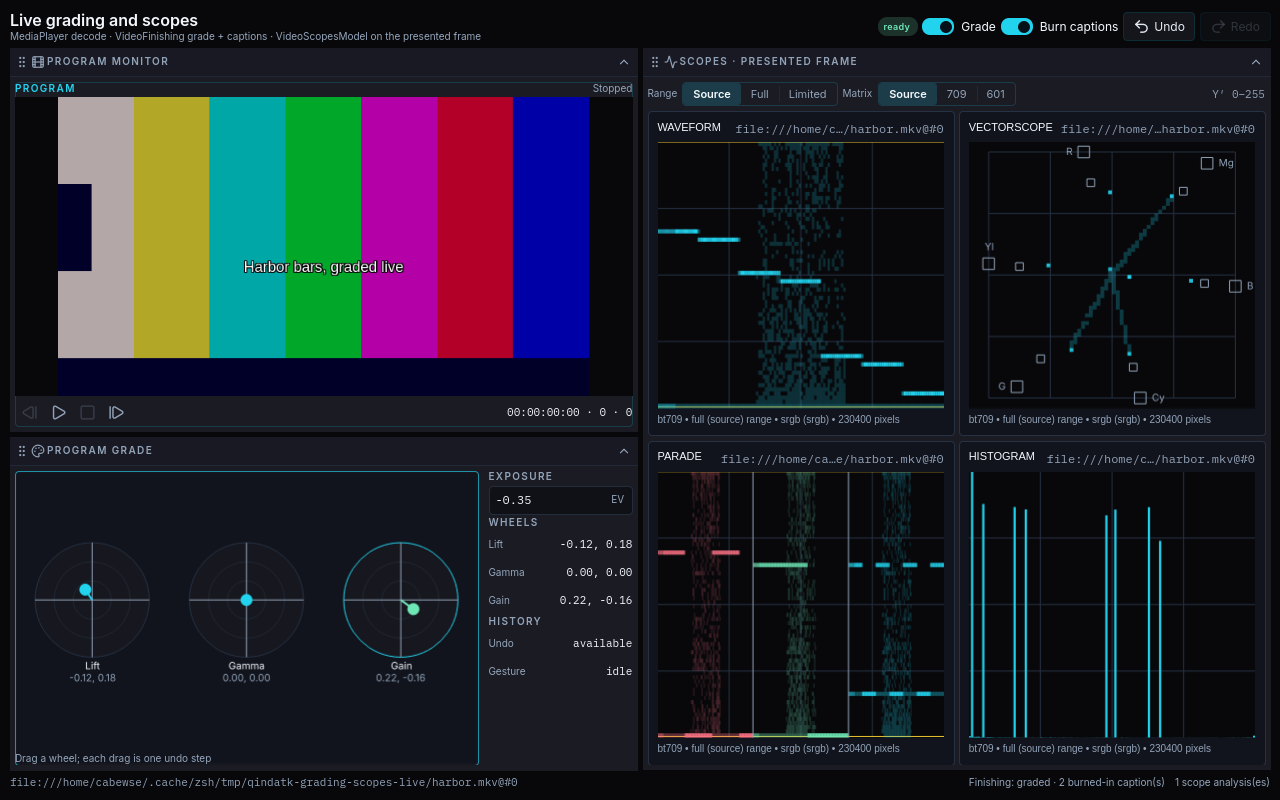 Live grading and scopes
MediaPlayer decode · VideoFinishing grade + captions · VideoScopesModel on the presented frame
ready
Grade
Burn captions
Undo
Redo
PROGRAM MONITOR
PROGRAM
Stopped
Harbor bars, graded live
00:00:00:00 · 0 · 0
PROGRAM GRADE
Lift
-0.12, 0.18
Gamma
0.00, 0.00
Gain
0.22, -0.16
Drag a wheel; each drag is one undo step
EXPOSURE
-0.35 EV
WHEELS
Lift -0.12, 0.18
Gamma 0.00, 0.00
Gain 0.22, -0.16
HISTORY
Undo available
Gesture idle
SCOPES · PRESENTED FRAME
Range Source Full Limited Matrix Source 709 601 Y′ 0–255
WAVEFORM file:///home/c…/harbor.mkv@#0
bt709 • full (source) range • srgb (srgb) • 230400 pixels
VECTORSCOPE file:///home/…harbor.mkv@#0
R
Mg
Yl
B
G
Cy
bt709 • full (source) range • srgb (srgb) • 230400 pixels
PARADE file:///home/ca…e/harbor.mkv@#0
bt709 • full (source) range • srgb (srgb) • 230400 pixels
HISTOGRAM file:///home/c…/harbor.mkv@#0
bt709 • full (source) range • srgb (srgb) • 230400 pixels
file:///home/cabewse/.cache/zsh/tmp/qindatk-grading-scopes-live/harbor.mkv@#0
Finishing: graded · 2 burned-in caption(s) 1 scope analysis(es)